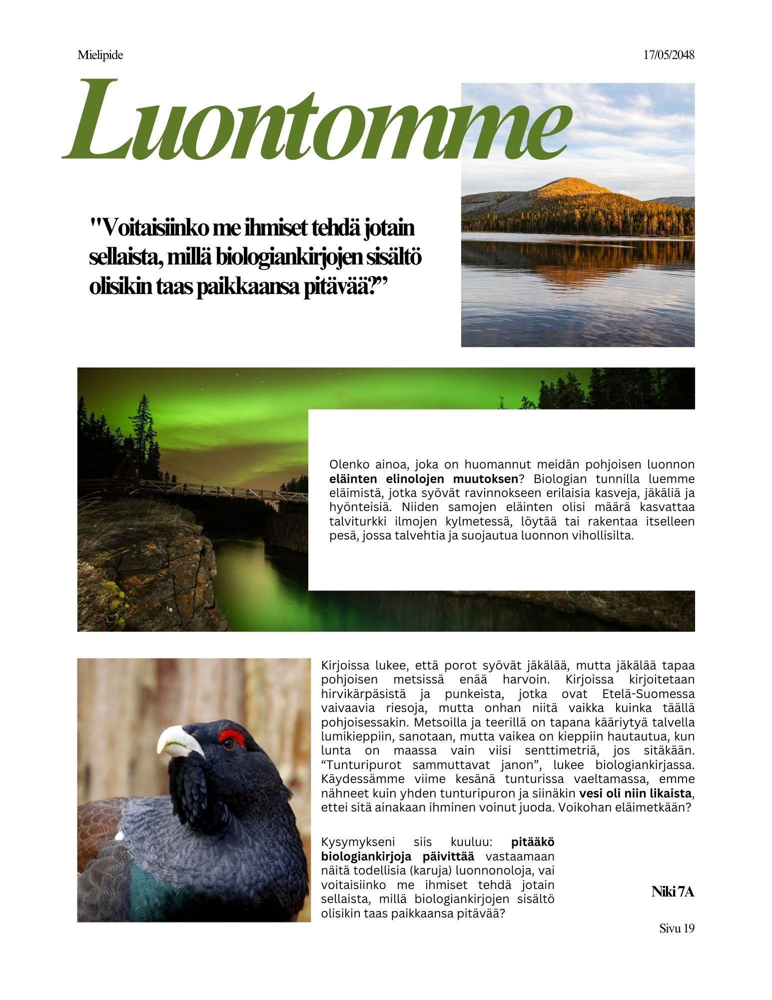 Mielipide
17/05/2048
Luontomme
"Voitaisiinko me ihmiset tehdä jotain
sellaista, millä biologiankirjojen sisältö
olisikin taas paikkaansa pitävää?”
Olenko ainoa, joka on huomannut meidän pohjoisen luonnon
eläinten elinolojen muutoksen? Biologian tunnilla luemme
eläimistä, jotka syövät ravinnokseen erilaisia kasveja, jäkäliä ja
hyönteisiä. Niiden samojen eläinten olisi määrä kasvattaa
talviturkki ilmojen kylmetessä, löytää tai rakentaa itselleen
pesä, jossa talvehtia ja suojautua luonnon vihollisilta.
Kirjoissa lukee, että porot syövät jäkälää, mutta jäkälää tapaa
pohjoisen metsissä enää harvoin. Kirjoissa kirjoitetaan
hirvikärpäsistä ja punkeista, jotka ovat Etelä-Suomessa
vaivaavia riesoja, mutta onhan niitä vaikka kuinka täällä
pohjoisessakin. Metsoilla ja teerillä on tapana kääriytyä talvella
lumikieppiin, sanotaan, mutta vaikea on kieppiin hautautua, kun
lunta on maassa vain viisi senttimetriä, jos sitäkään.
“Tunturipurot sammuttavat janon”, lukee biologiankirjassa.
Käydessämme viime kesänä tunturissa vaeltamassa, emme
nähneet kuin yhden tunturipuron ja siinäkin vesi oli niin likaista,
ettei sitä ainakaan ihminen voinut juoda. Voikohan eläimetkään?
Kysymykseni siis kuuluu: pitääkö
biologiankirjoja päivittää vastaamaan
näitä todellisia (karuja) luonnonoloja, vai
voitaisiinko me ihmiset tehdä jotain
sellaista, millä biologiankirjojen sisältö
olisikin taas paikkaansa pitävää?
Niki 7A
Sivu 19